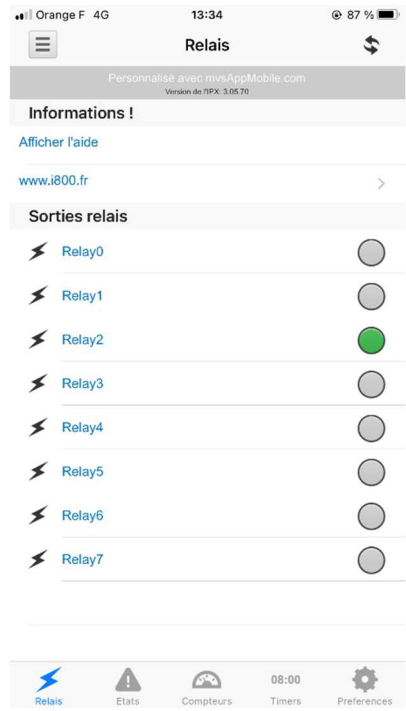 Orange F 4G 13:34 87 %
Relais
Personnalisé avec mvsAppMobile.com
Version de l'IPX: 3.05.70
Informations !
Afficher l'aide
www.i800.fr
Sorties relais
Relay0
Relay1
Relay2
Relay3
Relay4
Relay5
Relay6
Relay7
08:00
Relais Etats Compteurs Timers Preferences